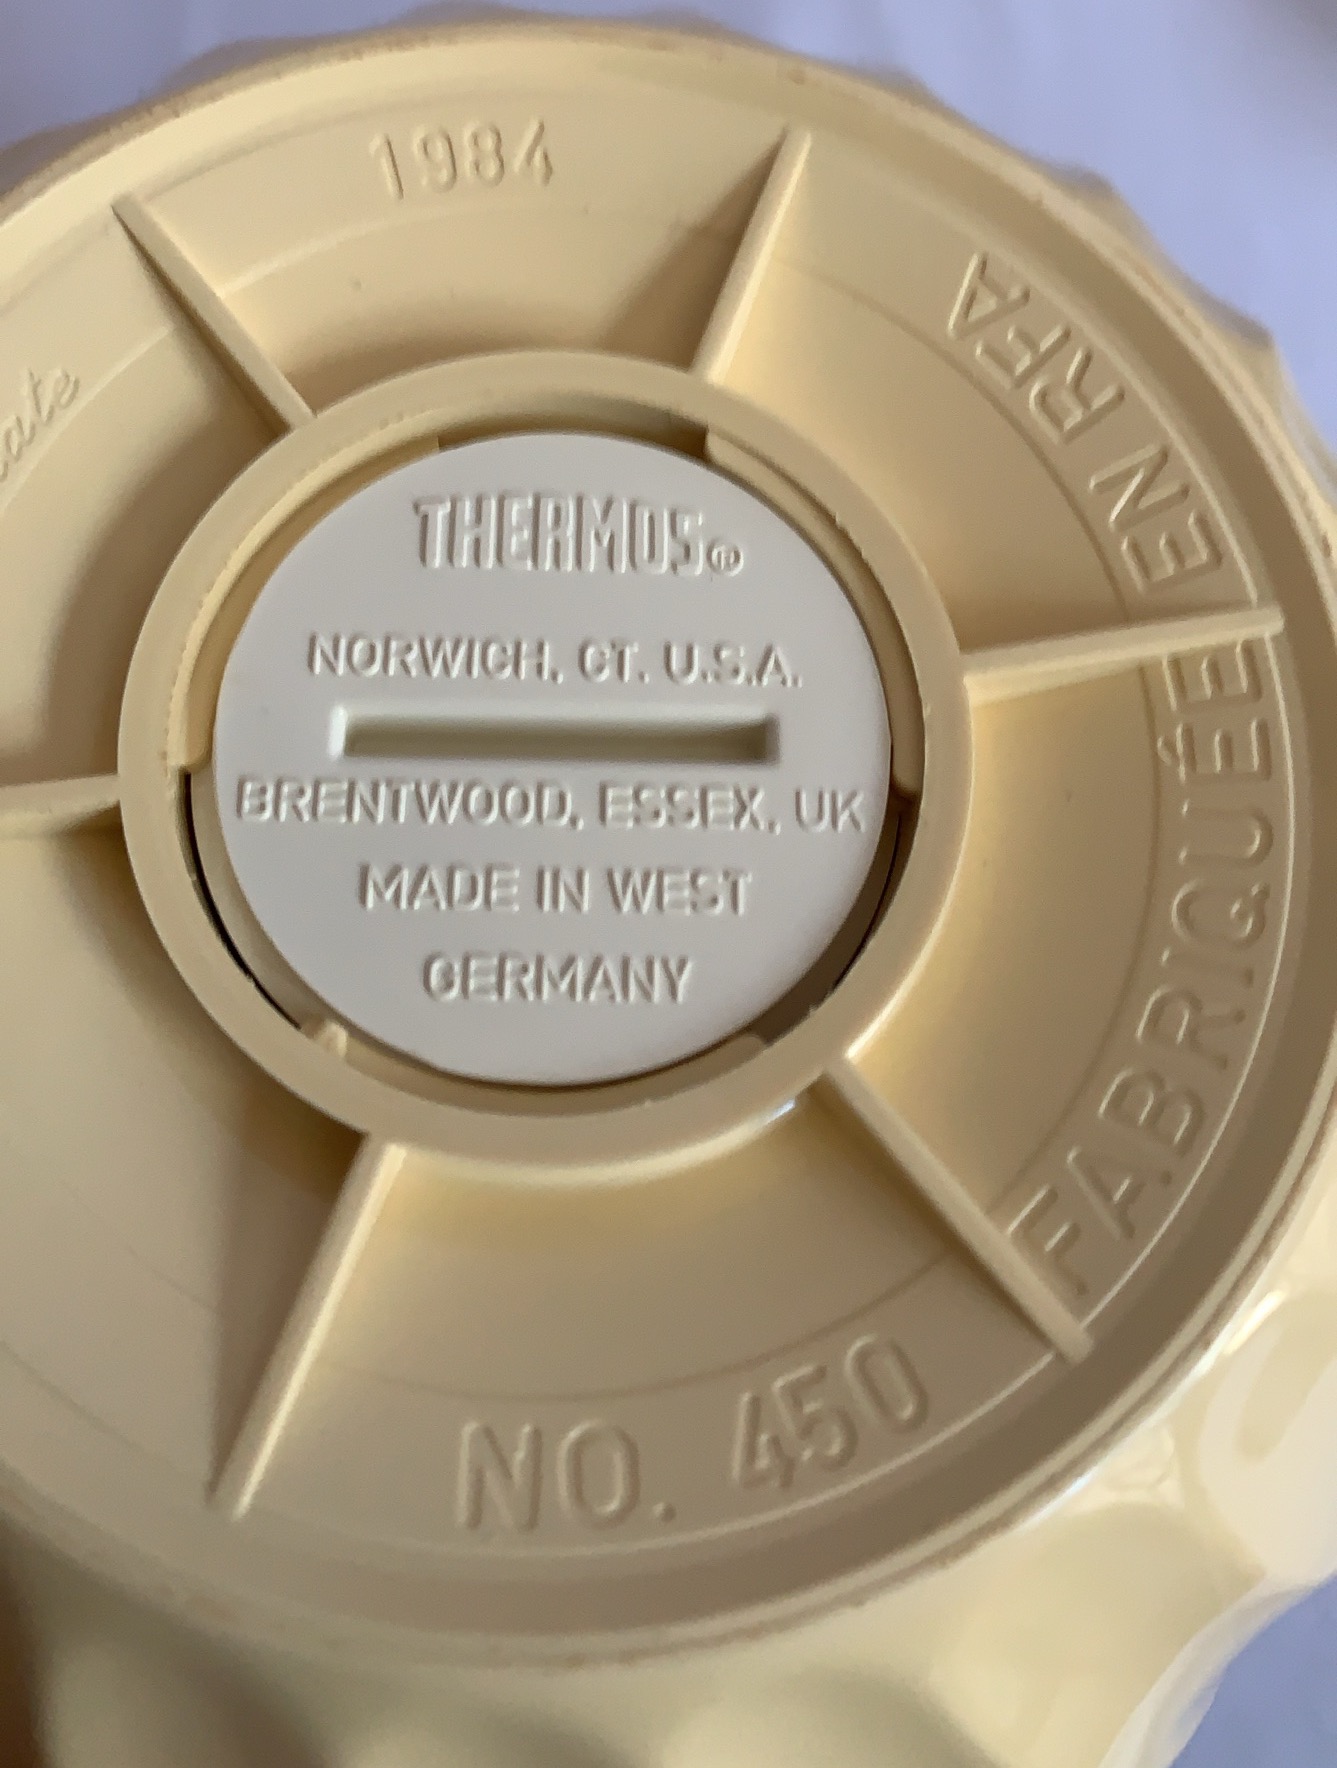 1984
THERMOS®
NORWICH, CT. U.S.A.
BRENTWOOD, ESSEX, UK
MADE IN WEST
GERMANY
FABRIQUÉE EN RFA
NO. 450